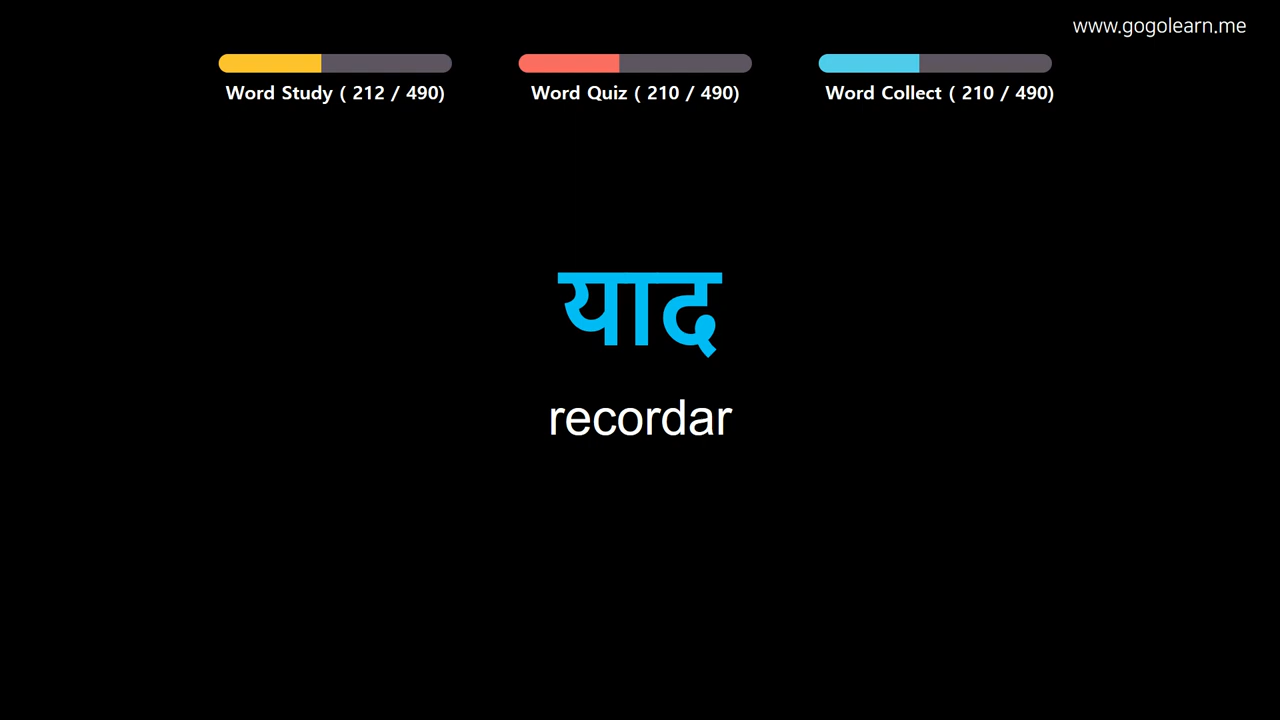 www.gogolearn.me
Word Study ( 212 / 490)
Word Quiz ( 210 / 490)
Word Collect ( 210 / 490)
याद
recordar